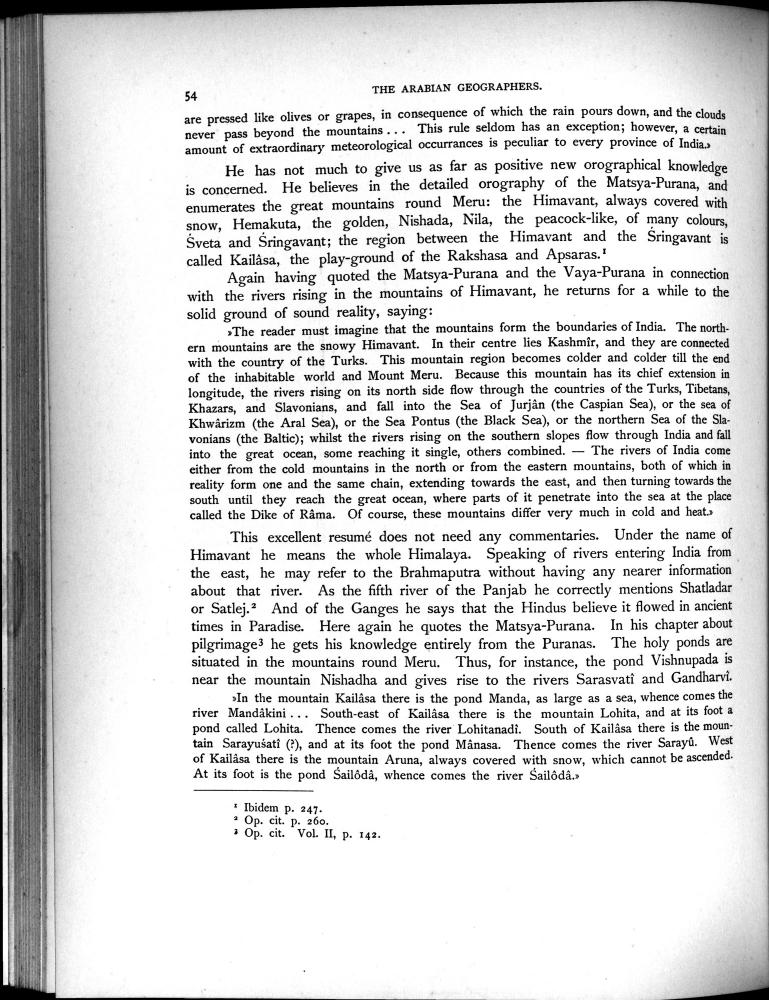 54
THE ARABIAN GEOGRAPHERS.
are pressed like olives or grapes, in consequence of which the rain pours down, and the clouds
never pass beyond the mountains . . . This rule seldom has an exception; however, a certain
amount of extraordinary meteorological occurrances is peculiar to every province of India.»
He has not much to give us as far as positive new orographical knowledge
is concerned. He believes in the detailed orography of the Matsya-Purana, and
enumerates the great mountains round Meru: the Himavant, always covered with
snow, Hemakuta, the golden, Nishada, Nila, the peacock-like, of many colours,
Śveta and Śringavant; the region between the Himavant and the Śringavant is
called Kailâsa, the play-ground of the Rakshasa and Apsaras.¹
Again having quoted the Matsya-Purana and the Vaya-Purana in connection
with the rivers rising in the mountains of Himavant, he returns for a while to the
solid ground of sound reality, saying:
»The reader must imagine that the mountains form the boundaries of India. The north-
ern mountains are the snowy Himavant. In their centre lies Kashmîr, and they are connected
with the country of the Turks. This mountain region becomes colder and colder till the end
of the inhabitable world and Mount Meru. Because this mountain has its chief extension in
longitude, the rivers rising on its north side flow through the countries of the Turks, Tibetans,
Khazars, and Slavonians, and fall into the Sea of Jurjân (the Caspian Sea), or the sea of
Khwârizm (the Aral Sea), or the Sea Pontus (the Black Sea), or the northern Sea of the Sla-
vonians (the Baltic); whilst the rivers rising on the southern slopes flow through India and fall
into the great ocean, some reaching it single, others combined. — The rivers of India come
either from the cold mountains in the north or from the eastern mountains, both of which in
reality form one and the same chain, extending towards the east, and then turning towards the
south until they reach the great ocean, where parts of it penetrate into the sea at the place
called the Dike of Râma. Of course, these mountains differ very much in cold and heat.»
This excellent resumé does not need any commentaries. Under the name of
Himavant he means the whole Himalaya. Speaking of rivers entering India from
the east, he may refer to the Brahmaputra without having any nearer information
about that river. As the fifth river of the Panjab he correctly mentions Shatladar
or Satlej.² And of the Ganges he says that the Hindus believe it flowed in ancient
times in Paradise. Here again he quotes the Matsya-Purana. In his chapter about
pilgrimage³ he gets his knowledge entirely from the Puranas. The holy ponds are
situated in the mountains round Meru. Thus, for instance, the pond Vishnupada is
near the mountain Nishadha and gives rise to the rivers Sarasvatî and Gandharvî.
»In the mountain Kailâsa there is the pond Manda, as large as a sea, whence comes the
river Mandâkini . . . South-east of Kailâsa there is the mountain Lohita, and at its foot a
pond called Lohita. Thence comes the river Lohitanadî. South of Kailâsa there is the moun-
tain Sarayuśatî (?), and at its foot the pond Mânasa. Thence comes the river Sarayû. West
of Kailâsa there is the mountain Aruna, always covered with snow, which cannot be ascended.
At its foot is the pond Śailôdâ, whence comes the river Śailôdâ.»
¹ Ibidem p. 247.
² Op. cit. p. 260.
³ Op. cit. Vol. II, p. 142.